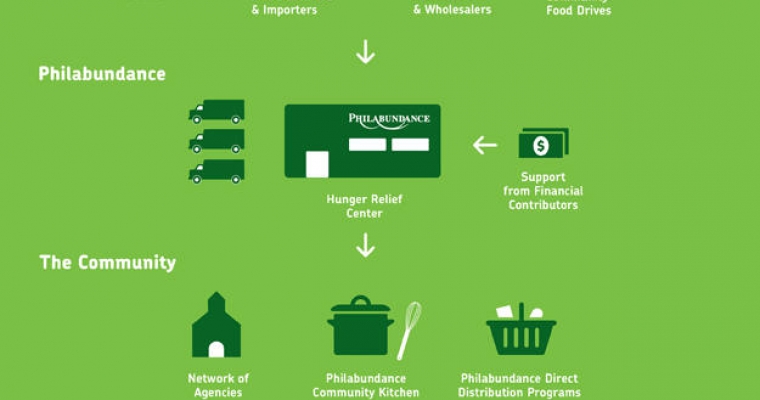 & Importers
& Wholesalers
Food Drives
Philabundance
PHILABUNDANCE
$
Support
from Financial
Contributors
Hunger Relief
Center
The Community
Network of
Agencies
Philabundance
Community Kitchen
Philabundance Direct
Distribution Programs